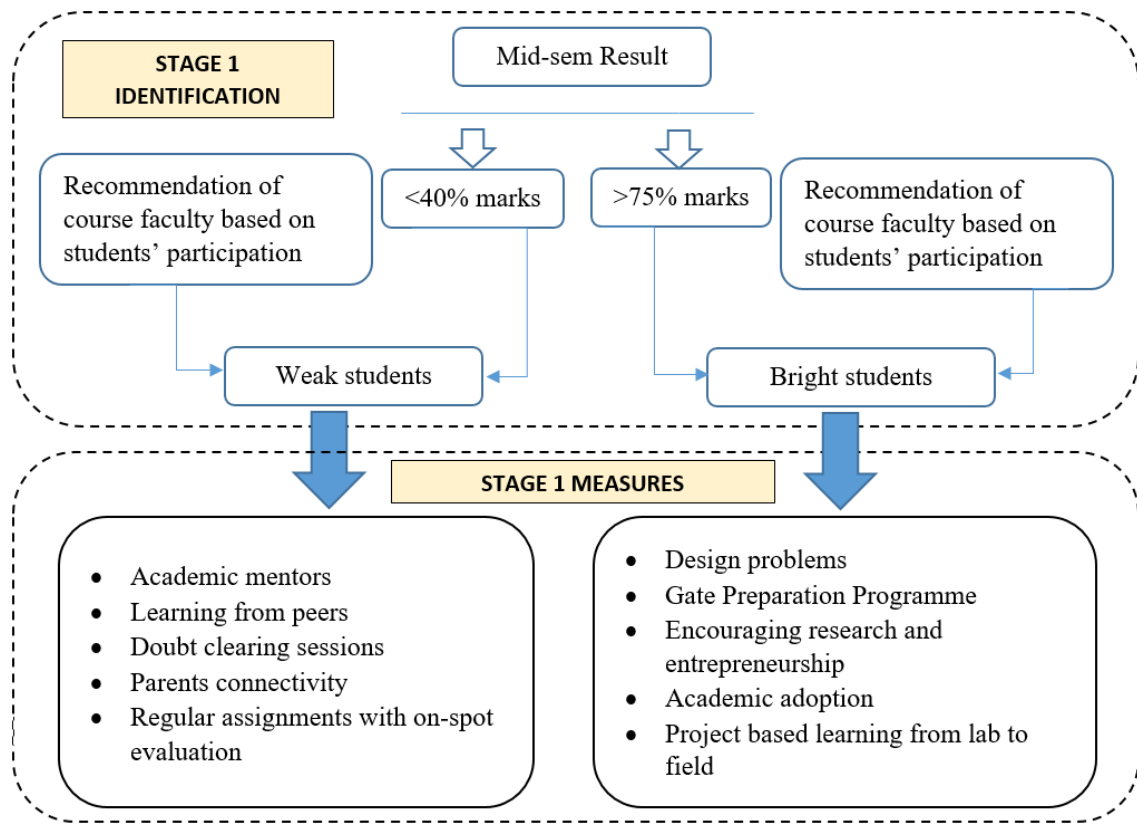 STAGE 1
IDENTIFICATION
Mid-sem Result
Recommendation of
course faculty based on
students’ participation
<40% marks
>75% marks
Recommendation of
course faculty based on
students’ participation
Weak students
Bright students
STAGE 1 MEASURES
• Academic mentors
• Learning from peers
• Doubt clearing sessions
• Parents connectivity
• Regular assignments with on-spot
evaluation
• Design problems
• Gate Preparation Programme
• Encouraging research and
entrepreneurship
• Academic adoption
• Project based learning from lab to
field